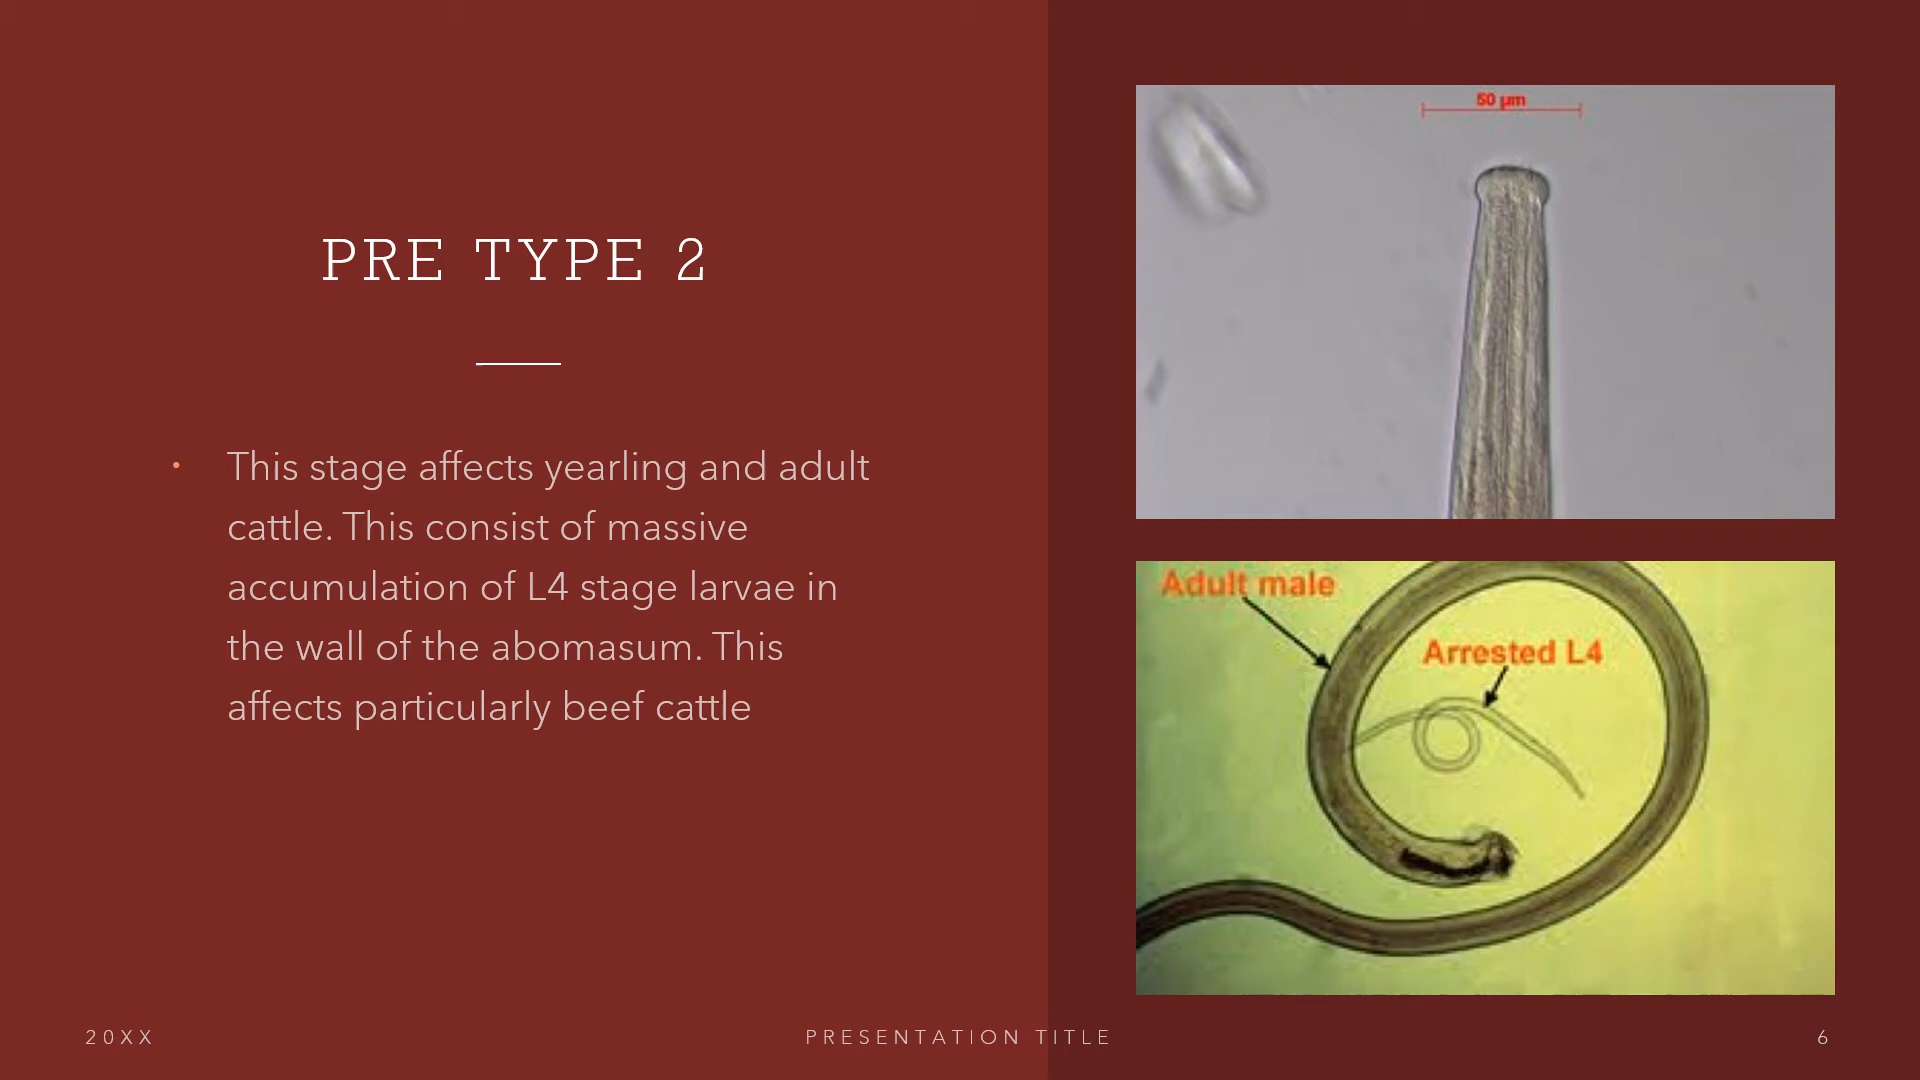 PRE TYPE 2
• This stage affects yearling and adult
cattle. This consist of massive
accumulation of L4 stage larvae in
the wall of the abomasum. This
affects particularly beef cattle
50 µm
Adult male
Arrested L4
20XX
PRESENTATION TITLE
6